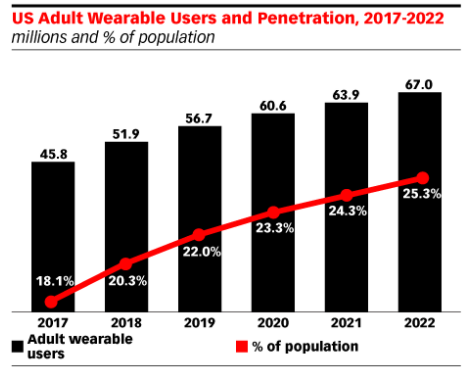 US Adult Wearable Users and Penetration, 2017-2022
millions and % of population
45.8
51.9
56.7
60.6
63.9
67.0
18.1%
20.3%
22.0%
23.3%
24.3%
25.3%
2017 2018 2019 2020 2021 2022
Adult wearable
users
% of population